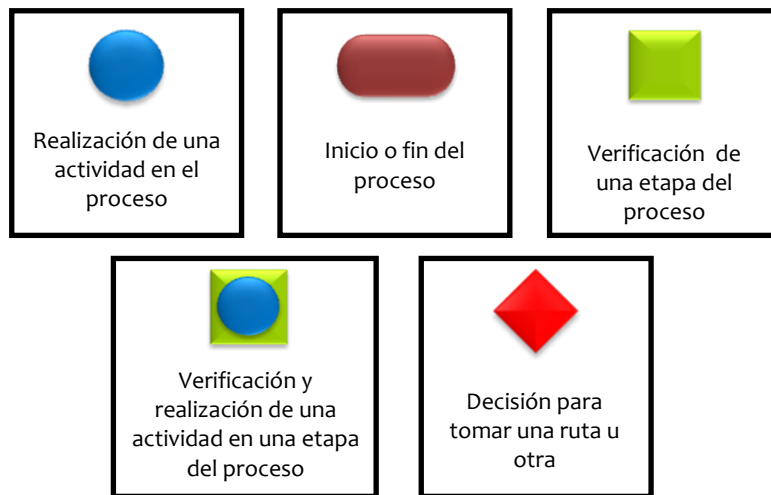 Realización de una
actividad en el
proceso
Inicio o fin del
proceso
Verificación de
una etapa del
proceso
Verificación y
realización de una
actividad en una etapa
del proceso
Decisión para
tomar una ruta u
otra